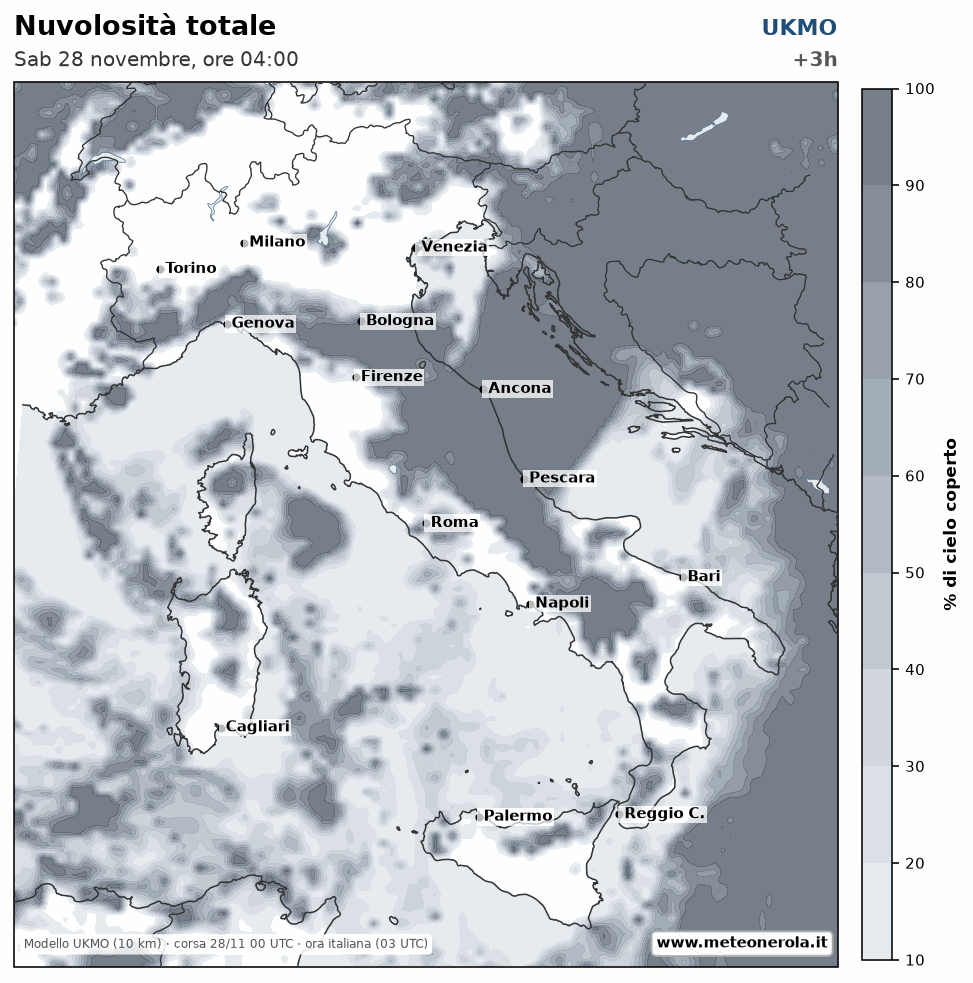 Nuvolosità totale
UKMO
Sab 28 novembre, ore 04:00
+3h
Milano
Venezia
Torino
Genova
Bologna
Firenze
Ancona
Pescara
Roma
Bari
Napoli
Cagliari
Palermo
Reggio C.
Modello UKMO (10 km) · corsa 28/11 00 UTC · ora italiana (03 UTC)
www.meteonerola.it
100
90
80
70
60
50
40
30
20
10
% di cielo coperto